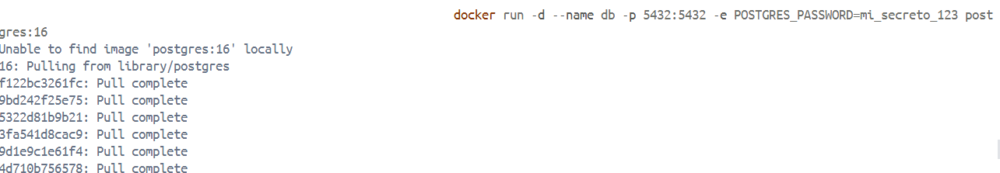 docker run -d --name db -p 5432:5432 -e POSTGRES_PASSWORD=mi_secreto_123 post
gres:16
Unable to find image 'postgres:16' locally
16: Pulling from library/postgres
f122bc3261fc: Pull complete
9bd242f25e75: Pull complete
5322d81b9b21: Pull complete
3fa541d8cac9: Pull complete
9d1e9c1e61f4: Pull complete
4d710b756578: Pull complete